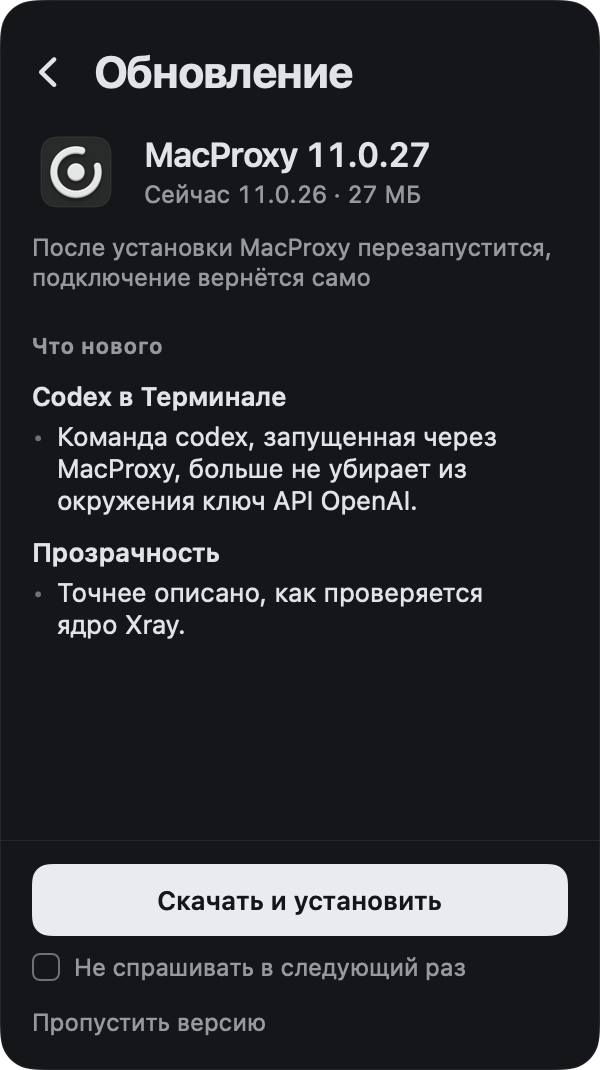 Обновление
MacProxy 11.0.27
Сейчас 11.0.26 · 27 МБ
После установки MacProxy перезапустится,
подключение вернётся само
Что нового
Codex в Терминале
• Команда codex, запущенная через
MacProxy, больше не убирает из
окружения ключ API OpenAI.
Прозрачность
• Точнее описано, как проверяется
ядро Xray.
Скачать и установить
Не спрашивать в следующий раз
Пропустить версию